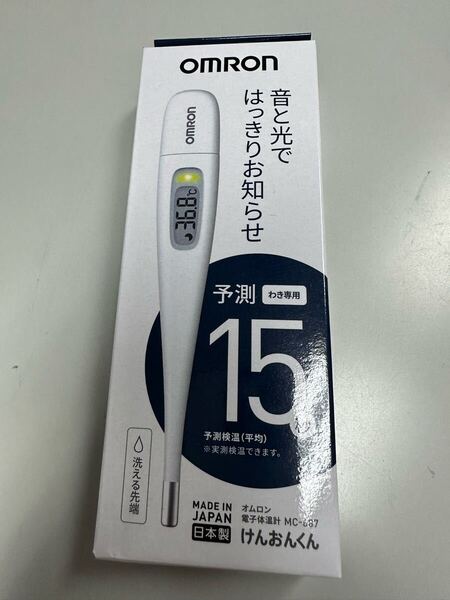 OMRON
音と光で
はっきりお知らせ
OMRON
36.8℃
予測 わき専用
15
予測検温(平均)
※実測検温できます。
洗える先端
MADE IN
JAPAN
日本製
オムロン
電子体温計 MC-687
けんおんくん